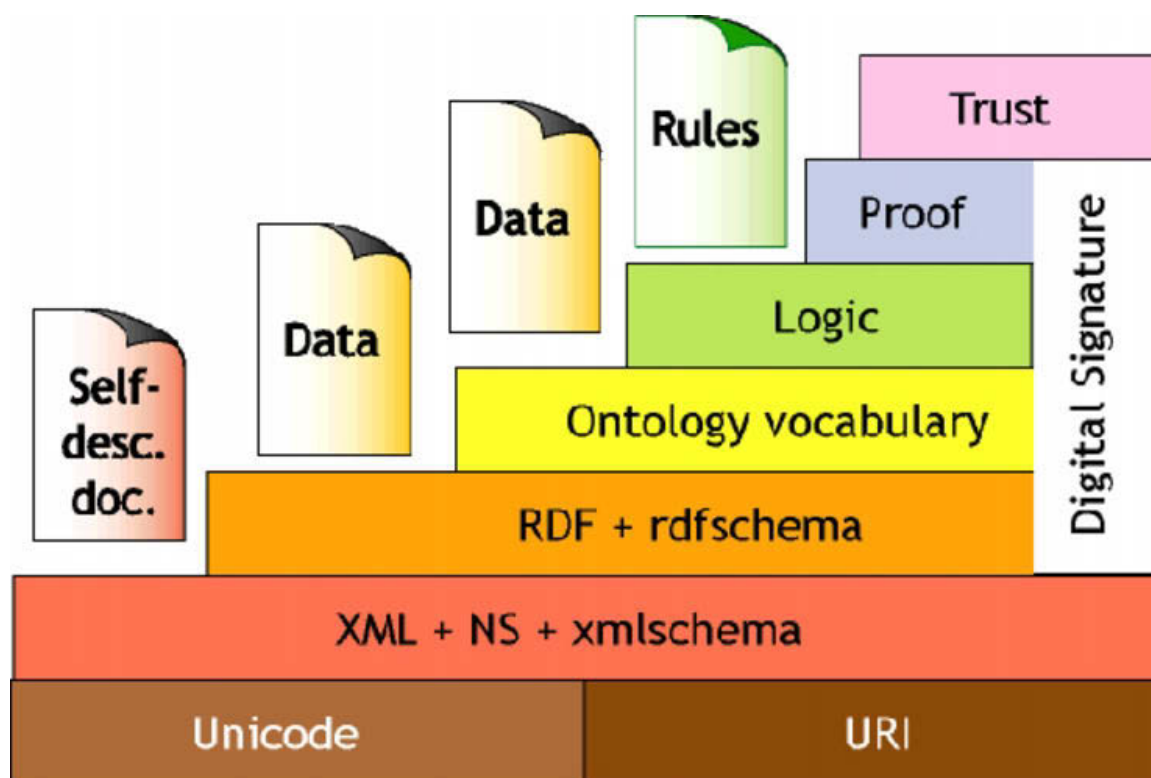 Rules
Trust
Data
Proof
Data
Logic
Self-
desc.
doc.
Ontology vocabulary
Digital Signature
RDF + rdfschema
XML + NS + xmlschema
Unicode
URI